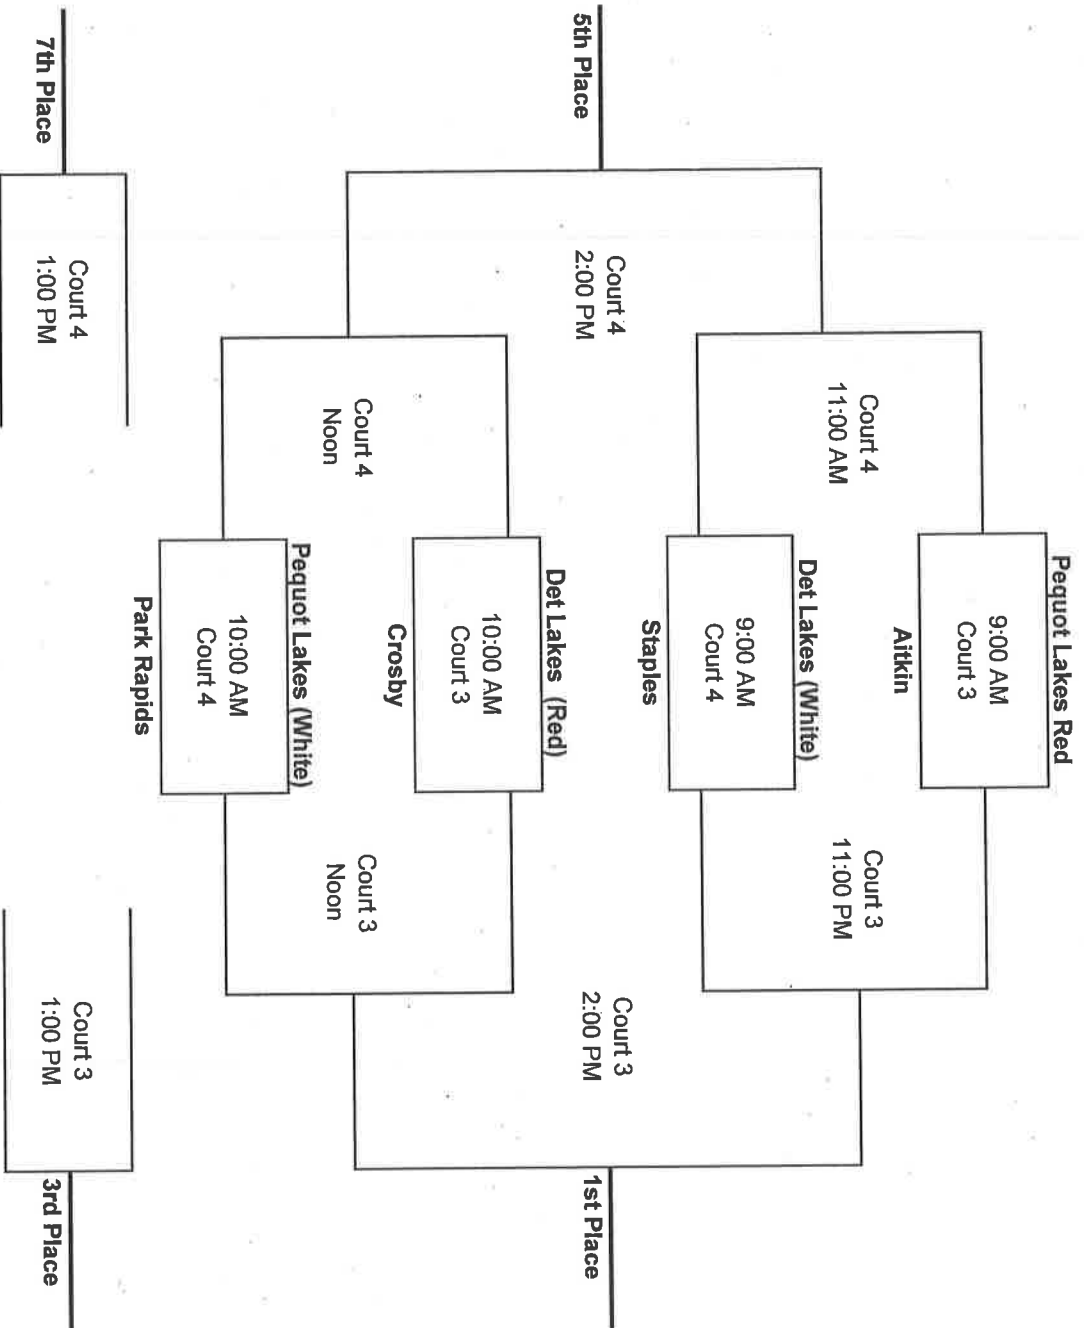 Pequot Lakes Red
9:00 AM
Court 3
Aitkin
Court 4
11:00 AM
Court 3
11:00 PM
Det Lakes (White)
9:00 AM
Court 4
Staples
5th Place
Court 4
2:00 PM
Court 3
2:00 PM
1st Place
Det Lakes (Red)
10:00 AM
Court 3
Crosby
Court 4
Noon
Court 3
Noon
Pequot Lakes (White)
10:00 AM
Court 4
Park Rapids
7th Place
Court 4
1:00 PM
Court 3
1:00 PM
3rd Place